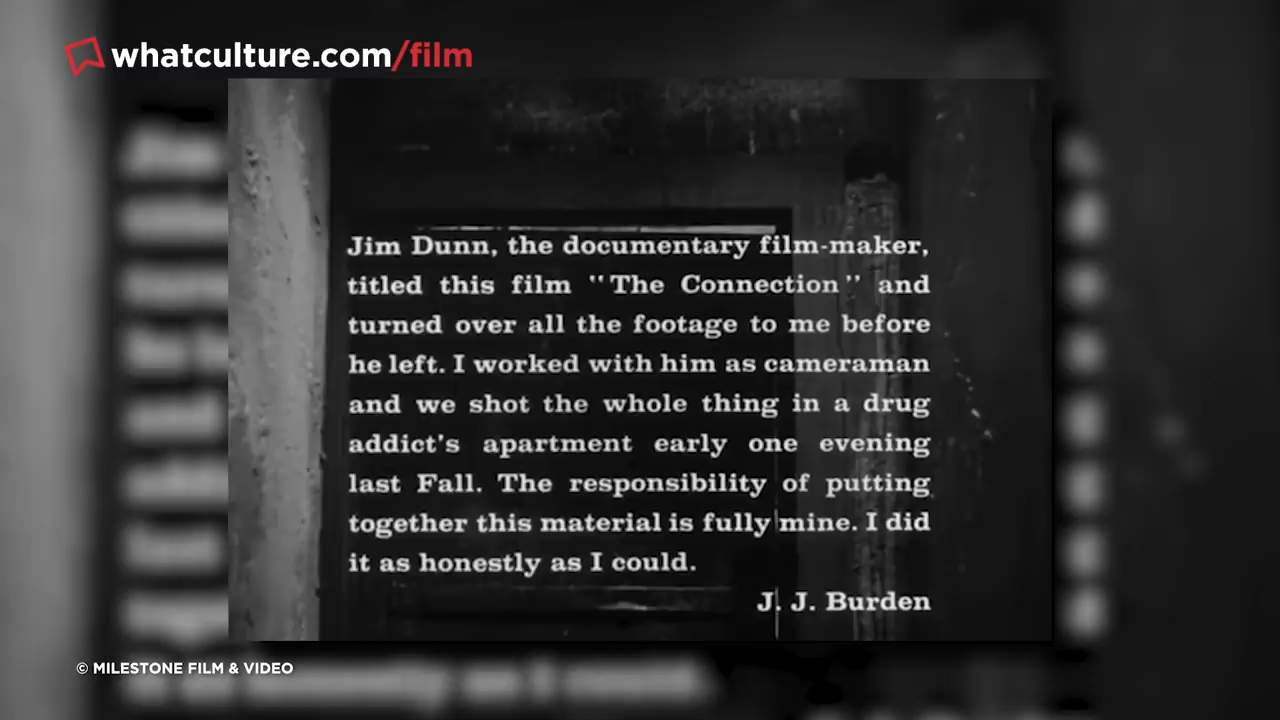 whatculture.com/film
Jim Dunn, the documentary film-maker,
titled this film "The Connection" and
turned over all the footage to me before
he left. I worked with him as cameraman
and we shot the whole thing in a drug
addict's apartment early one evening
last Fall. The responsibility of putting
together this material is fully mine. I did
it as honestly as I could.
J. J. Burden
© MILESTONE FILM & VIDEO